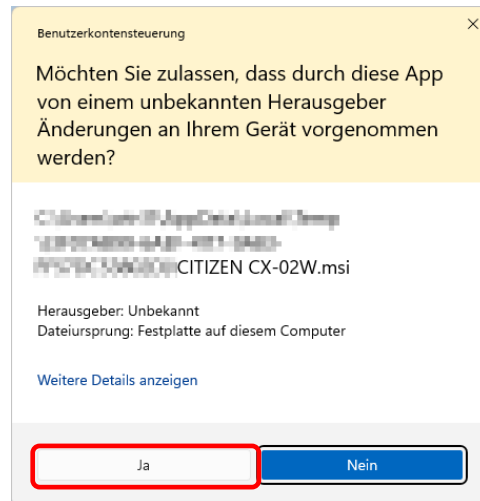 Benutzerkontensteuerung
Möchten Sie zulassen, dass durch diese App
von einem unbekannten Herausgeber
Änderungen an Ihrem Gerät vorgenommen
werden?
CITIZEN CX-02W.msi
Herausgeber: Unbekannt
Dateiursprung: Festplatte auf diesem Computer
Weitere Details anzeigen
Ja
Nein